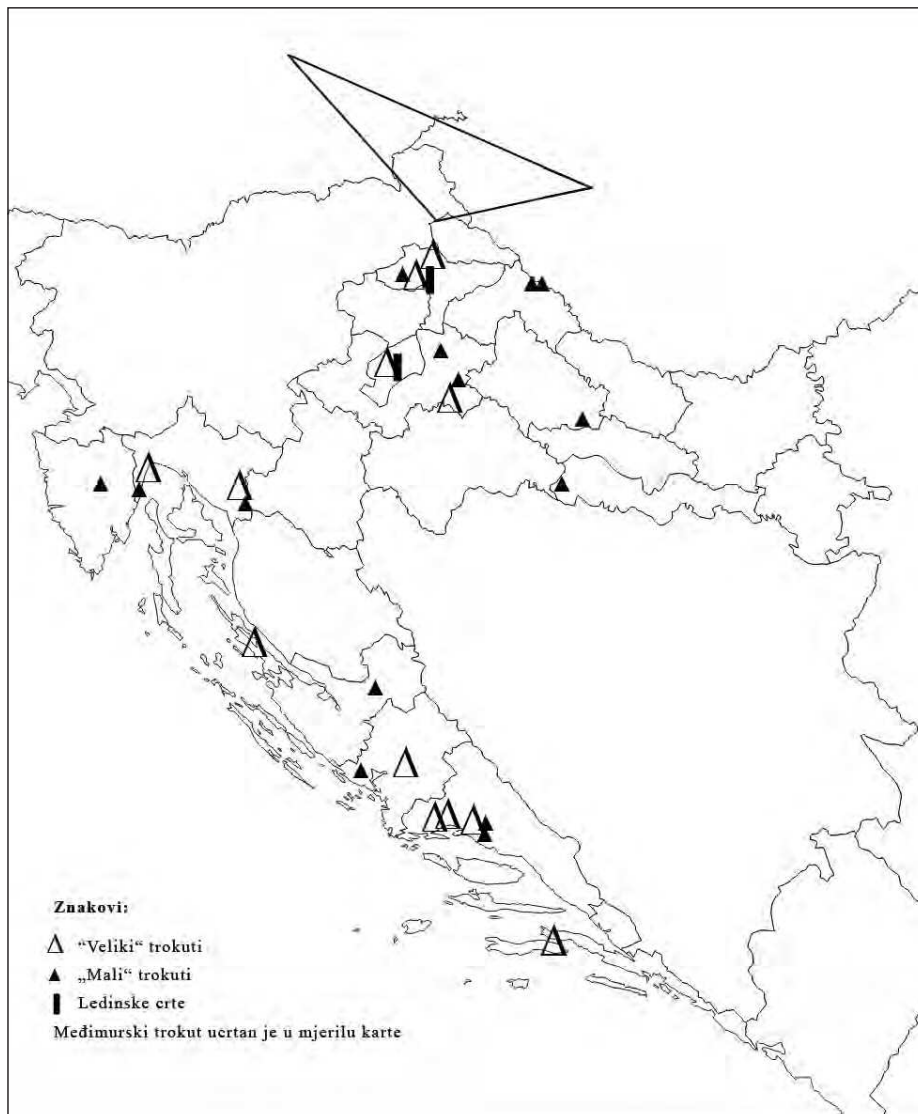 Znakovi:
“Veliki“ trokuti
„Mali“ trokuti
Ledinske crte
Međimurski trokut ucrtan je u mjerilu karte